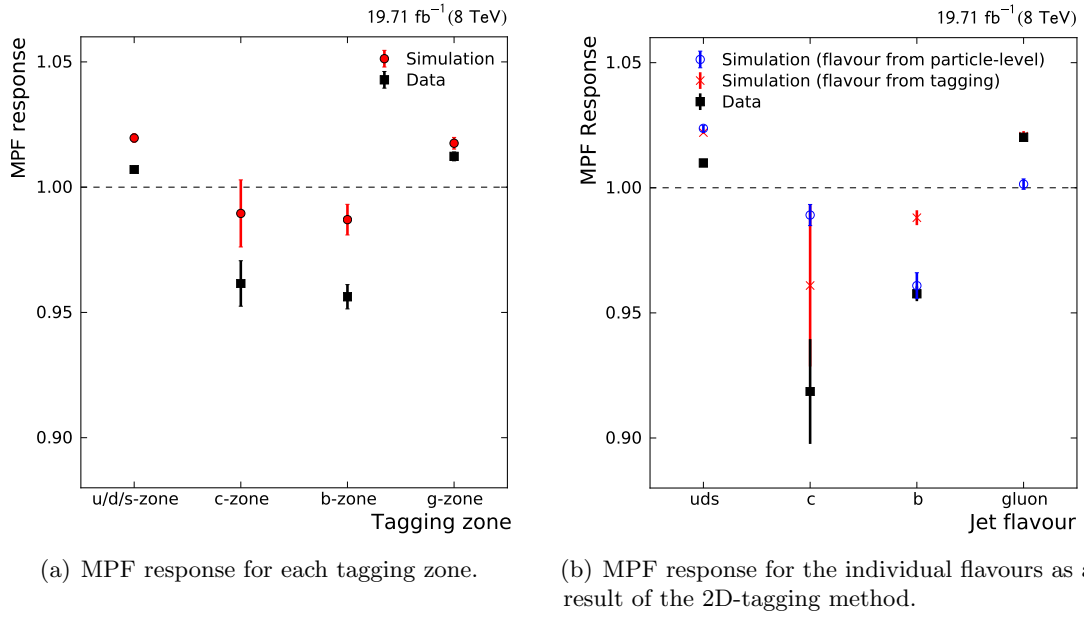 19.71 fb⁻¹ (8 TeV)
MPF response
1.05
1.00
0.95
0.90
Simulation
Data
u/d/s-zone c-zone b-zone g-zone
Tagging zone
(a) MPF response for each tagging zone.
19.71 fb⁻¹ (8 TeV)
MPF Response
1.05
1.00
0.95
0.90
Simulation (flavour from particle-level)
Simulation (flavour from tagging)
Data
uds c b gluon
Jet flavour
(b) MPF response for the individual flavours as a
result of the 2D-tagging method.